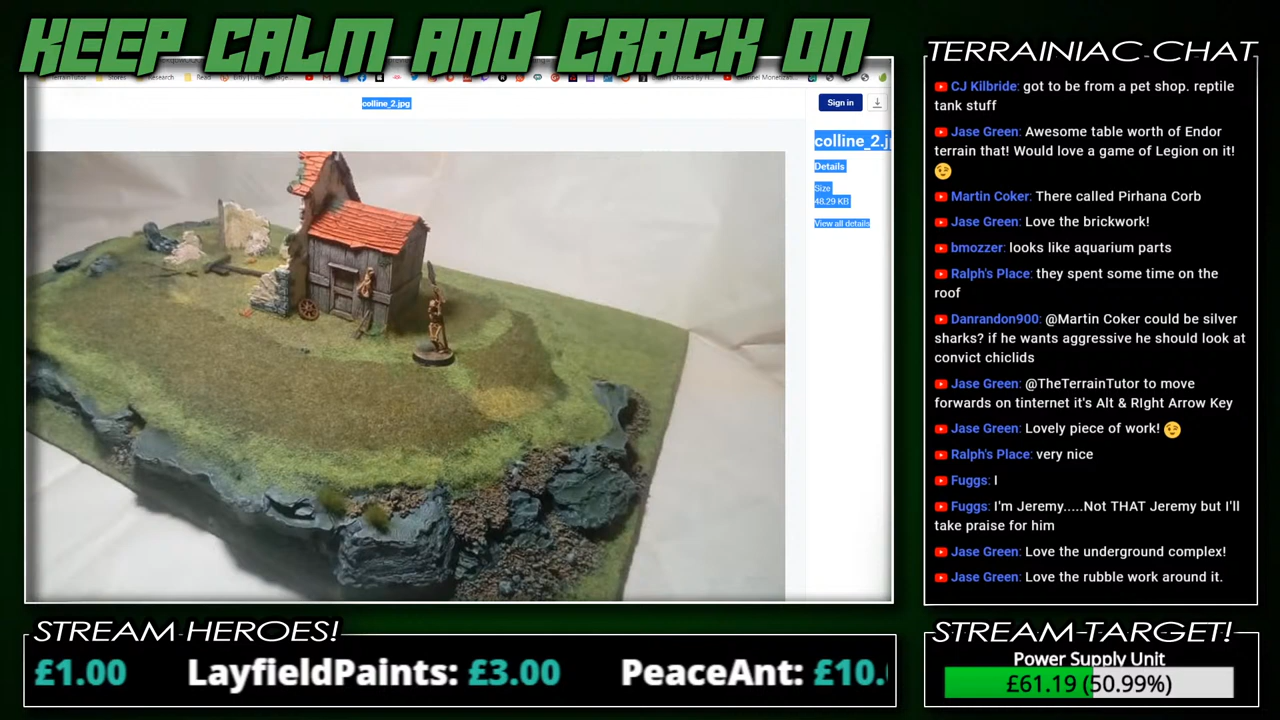 KEEP CALM AND CRACK ON
TerrainTutor Stores Research Read
colline_2.jpg
Sign in
colline_2.j
Details
Size
48.29 KB
View all details
TERRAINIAC CHAT
CJ Kilbride: got to be from a pet shop. reptile
tank stuff
Jase Green: Awesome table worth of Endor
terrain that! Would love a game of Legion on it!
😉
Martin Coker: There called Pirhana Corb
Jase Green: Love the brickwork!
bmozzer: looks like aquarium parts
Ralph's Place: they spent some time on the
roof
Danrandon900: @Martin Coker could be silver
sharks? if he wants aggressive he should look at
convict chiclids
Jase Green: @TheTerrainTutor to move
forwards on tinternet it's Alt & RIght Arrow Key
Jase Green: Lovely piece of work! 😉
Ralph's Place: very nice
Fuggs: I
Fuggs: I'm Jeremy.....Not THAT Jeremy but I'll
take praise for him
Jase Green: Love the underground complex!
Jase Green: Love the rubble work around it.
STREAM HEROES!
£1.00 LayfieldPaints: £3.00 PeaceAnt: £10.
STREAM TARGET!
Power Supply Unit
£61.19 (50.99%)